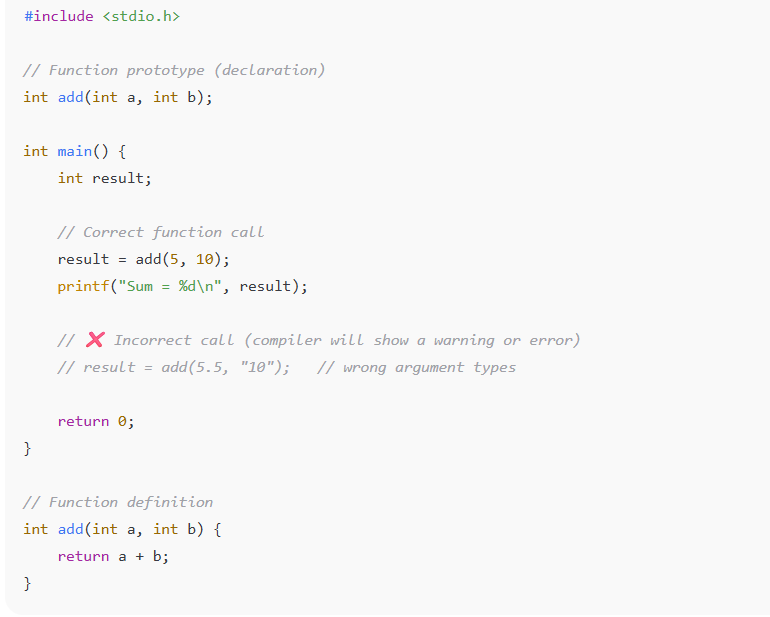 #include <stdio.h>
// Function prototype (declaration)
int add(int a, int b);
int main() {
    int result;
    // Correct function call
    result = add(5, 10);
    printf("Sum = %d\n", result);
    // ❌ Incorrect call (compiler will show a warning or error)
    // result = add(5.5, "10");   // wrong argument types
    return 0;
}
// Function definition
int add(int a, int b) {
    return a + b;
}